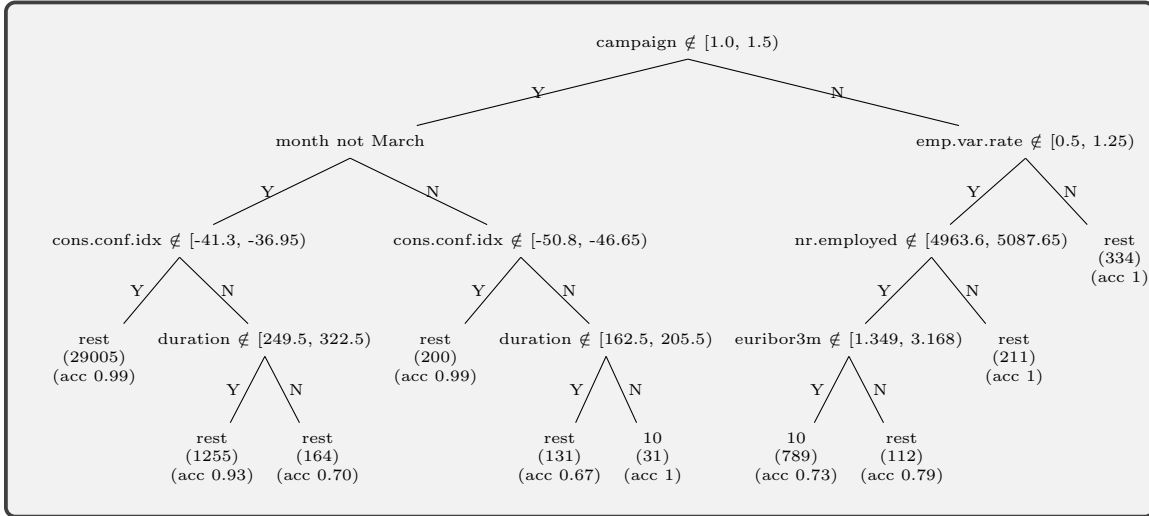 campaign ∉ [1.0, 1.5)
Y
N
month not March
emp.var.rate ∉ [0.5, 1.25)
Y
N
Y
N
cons.conf.idx ∉ [-41.3, -36.95)
cons.conf.idx ∉ [-50.8, -46.65)
nr.employed ∉ [4963.6, 5087.65)
rest
(334)
(acc 1)
Y
N
Y
N
Y
N
rest
(29005)
(acc 0.99)
duration ∉ [249.5, 322.5)
rest
(200)
(acc 0.99)
duration ∉ [162.5, 205.5)
euribor3m ∉ [1.349, 3.168)
rest
(211)
(acc 1)
Y
N
Y
N
Y
N
rest
(1255)
(acc 0.93)
rest
(164)
(acc 0.70)
rest
(131)
(acc 0.67)
10
(31)
(acc 1)
10
(789)
(acc 0.73)
rest
(112)
(acc 0.79)